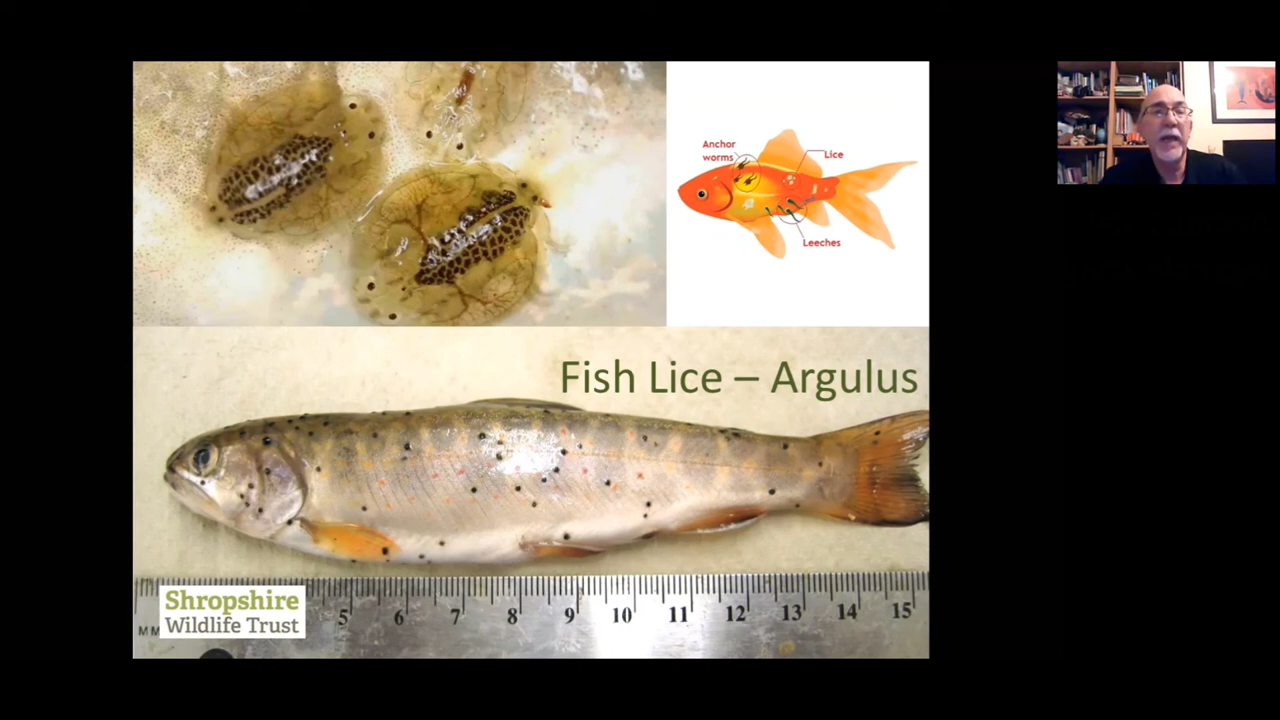 Anchor
worms
Lice
Leeches
Fish Lice – Argulus
Shropshire
Wildlife Trust
MM
5 6 7 8 9 10 11 12 13 14 15